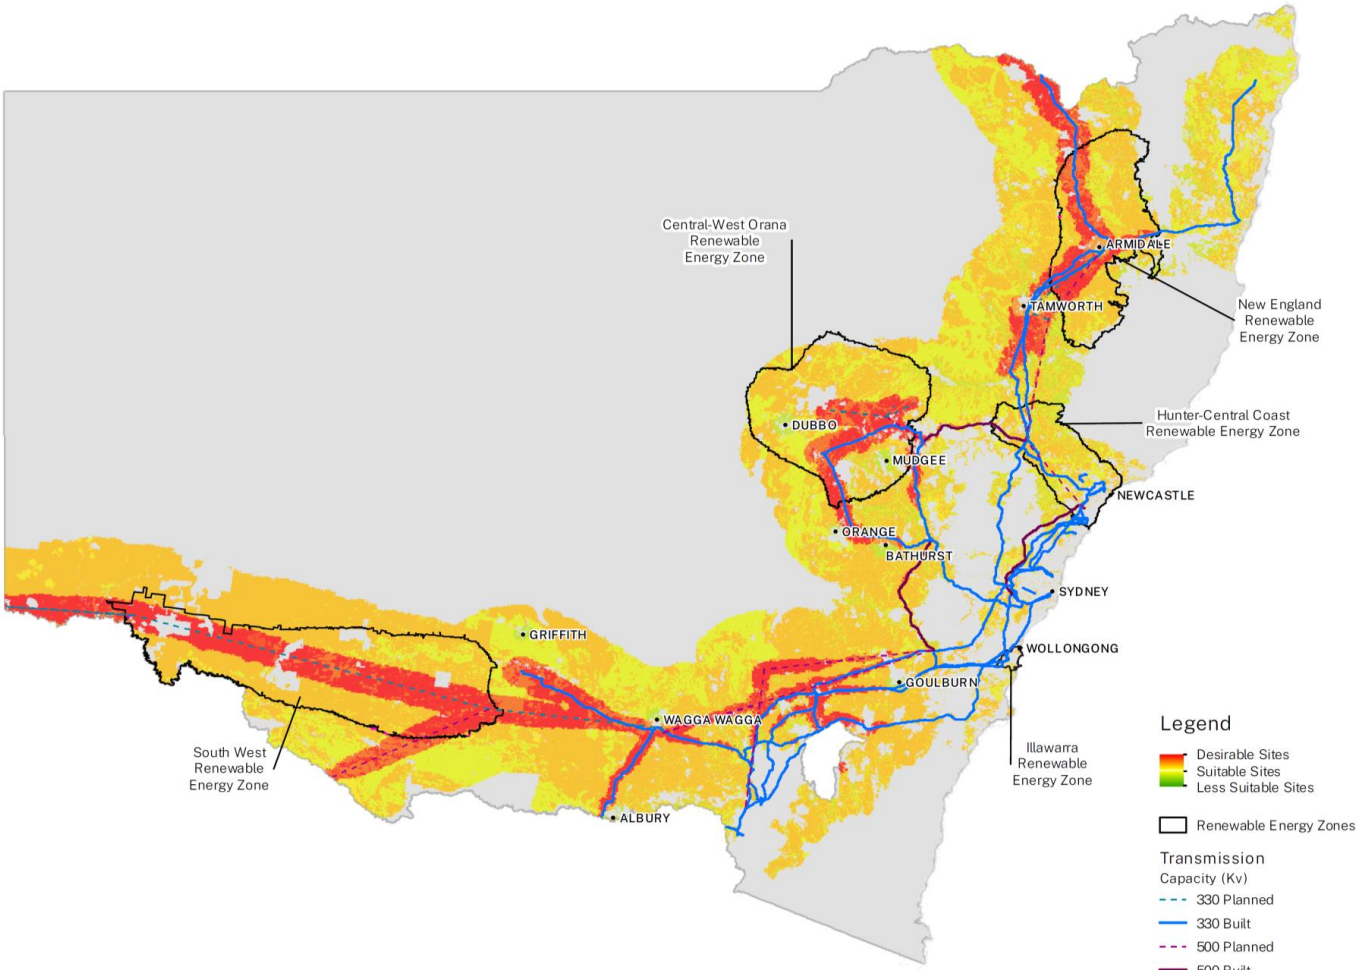 Central-West Orana
Renewable
Energy Zone
ARMIDALE
TAMWORTH
New England
Renewable
Energy Zone
Hunter-Central Coast
Renewable Energy Zone
DUBBO
MUDGEE
NEWCASTLE
ORANGE
BATHURST
SYDNEY
GRIFFITH
WOLLONGONG
GOULBURN
WAGGA WAGGA
South West
Renewable
Energy Zone
Illawarra
Renewable
Energy Zone
ALBURY
Legend
Desirable Sites
Suitable Sites
Less Suitable Sites
Renewable Energy Zones
Transmission
Capacity (Kv)
330 Planned
330 Built
500 Planned
500 Built